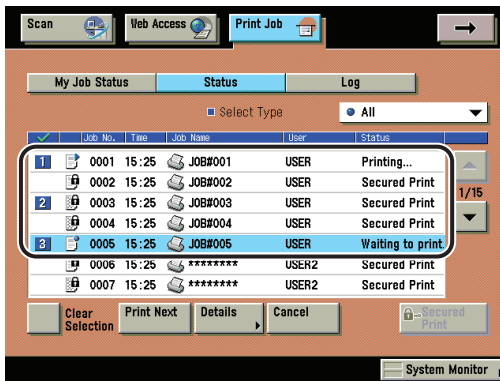 Scan Web Access Print Job
My Job Status Status Log
Select Type All
Job No. Time Job Name User Status
1 0001 15:25 JOB#001 USER Printing...
0002 15:25 JOB#002 USER Secured Print
2 0003 15:25 JOB#003 USER Secured Print
0004 15:25 JOB#004 USER Secured Print
3 0005 15:25 JOB#005 USER Waiting to print
0006 15:25 ******** USER2 Secured Print
0007 15:25 ******** USER2 Secured Print
1/15
Clear Selection Print Next Details Cancel Secured Print
System Monitor